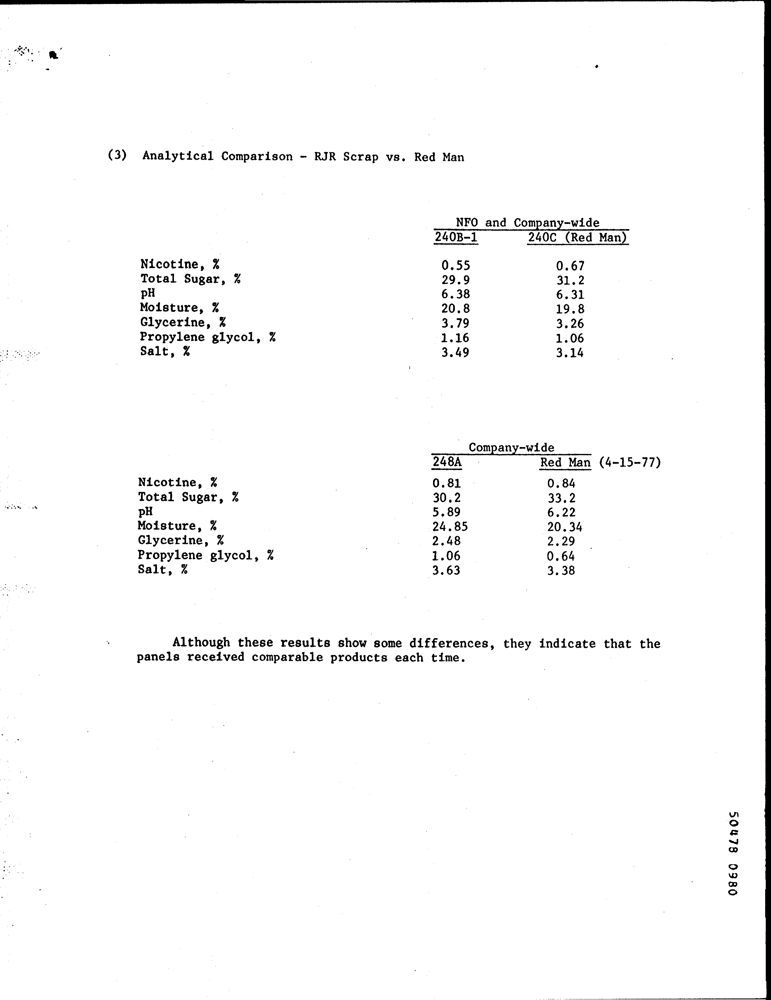 (3) Analytical Comparison - RJR Scrap vs. Red Man
NFO and Company-wide
240B-1 240C (Red Man)
Nicotine, % 0.55 0.67
Total Sugar, % 29.9 31.2
pH 6.38 6.31
Moisture, % 20.8 19.8
Glycerine, % 3.79 3.26
Propylene glycol, % 1.16 1.06
Salt, % 3.49 3.14
Company-wide
248A Red Man (4-15-77)
Nicotine, % 0.81 0.84
Total Sugar, % 30.2 33.2
pH 5.89 6.22
Moisture, % 24.85 20.34
Glycerine, % 2.48 2.29
Propylene glycol, % 1.06 0.64
Salt, % 3.63 3.38
Although these results show some differences, they indicate that the
panels received comparable products each time.
50478 0980